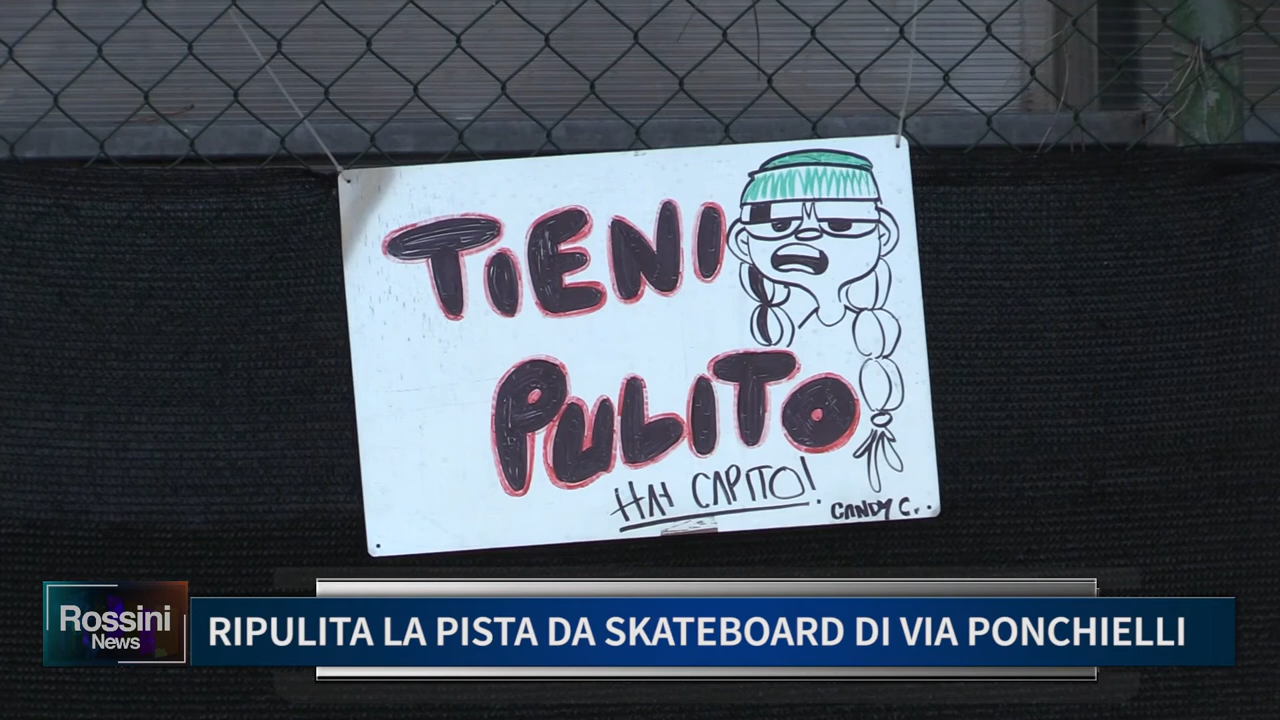 TIENI
PULITO
HAI CAPITO!
CANDY C..
Rossini
News
RIPULITA LA PISTA DA SKATEBOARD DI VIA PONCHIELLI